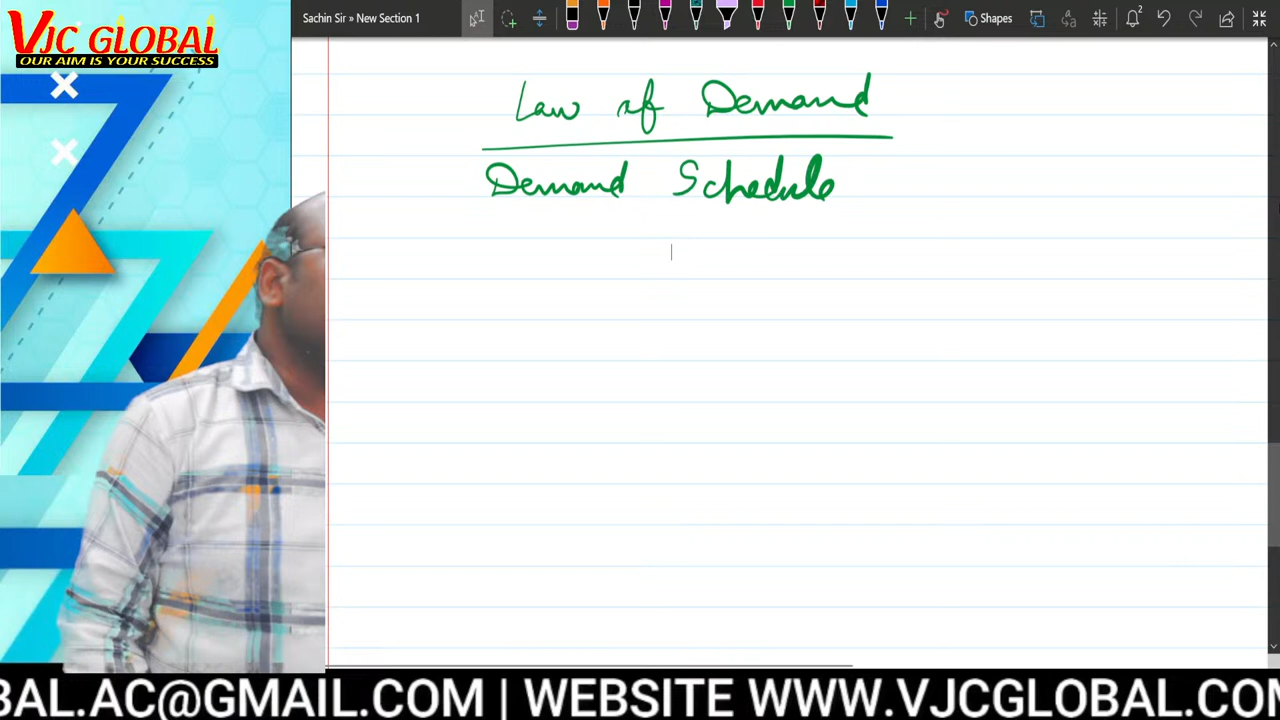 VJC GLOBAL
OUR AIM IS YOUR SUCCESS
Sachin Sir » New Section 1
Shapes
2
Law of Demand
Demand Schedule
BAL.AC@GMAIL.COM | WEBSITE WWW.VJCGLOBAL.COM